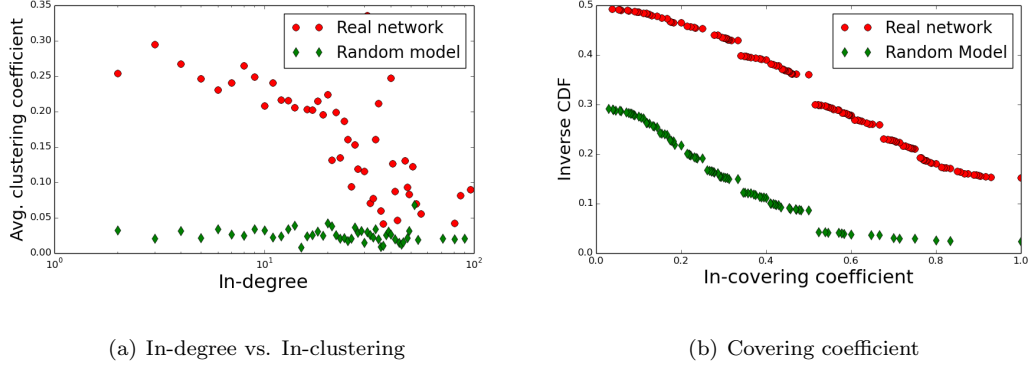 0.35
0.30
0.25
0.20
0.15
0.10
0.05
0.00
Avg. clustering coefficient
Real network
Random model
10^0
10^1
10^2
In-degree
(a) In-degree vs. In-clustering
0.5
0.4
0.3
0.2
0.1
0.0
Inverse CDF
Real network
Random Model
0.0 0.2 0.4 0.6 0.8 1.0
In-covering coefficient
(b) Covering coefficient